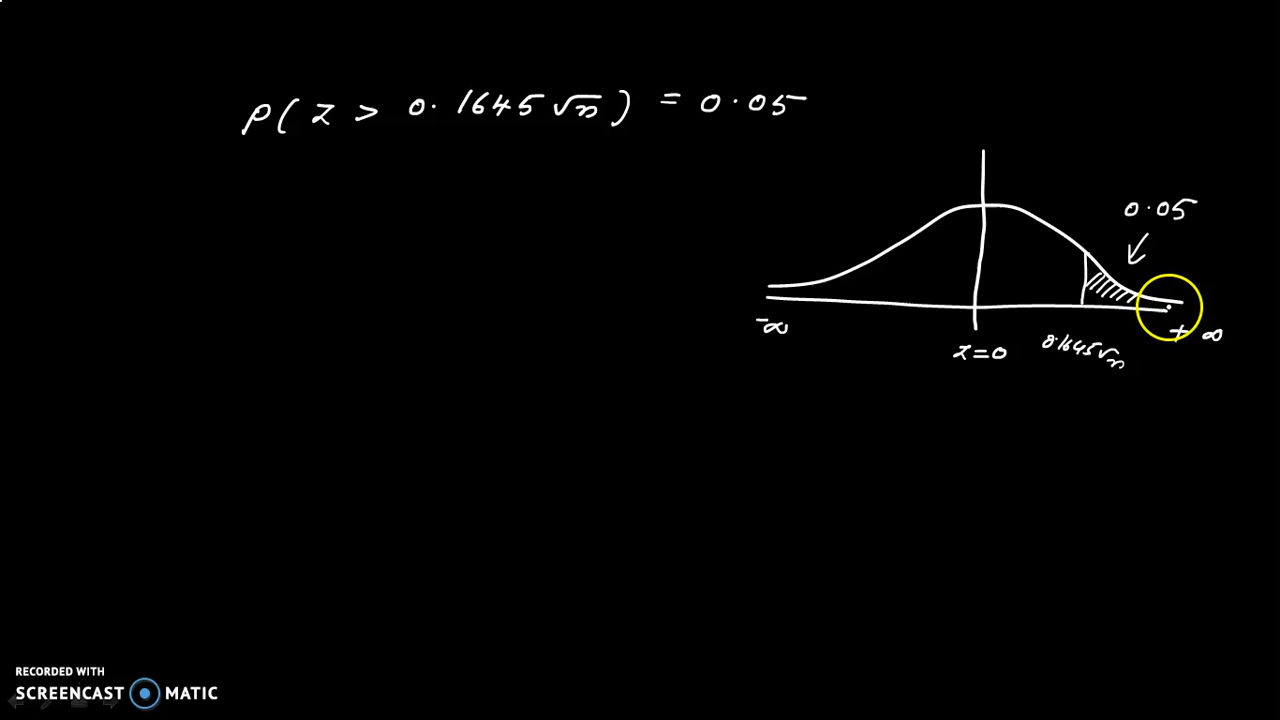 P(Z > 0.1645√n) = 0.05
0.05
-∞
z=0
0.1645√n
+ ∞
RECORDED WITH
SCREENCAST MATIC